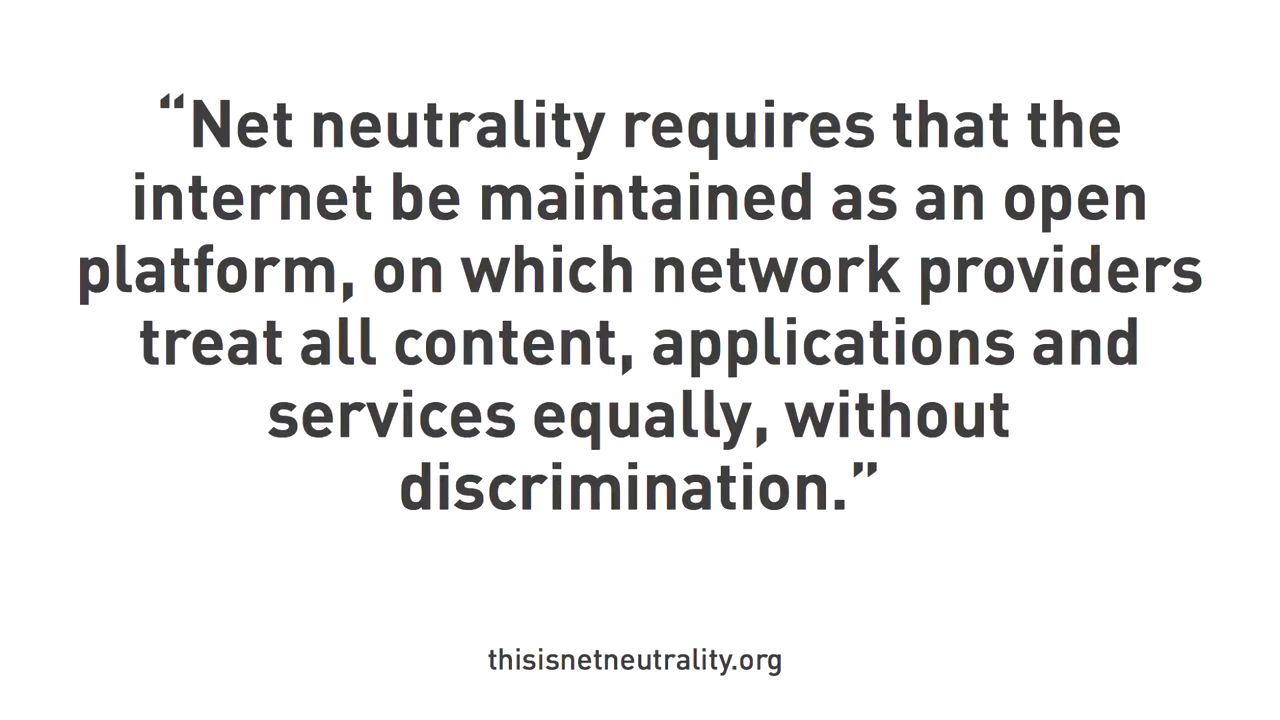 “Net neutrality requires that the
internet be maintained as an open
platform, on which network providers
treat all content, applications and
services equally, without
discrimination.”
thisisnetneutrality.org